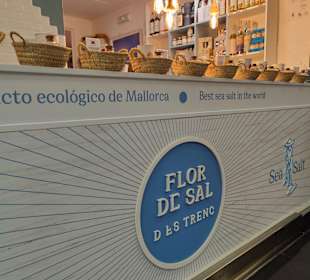 cto ecológico de Mallorca • Best sea salt in the world
FLOR
DE SAL
D ES TRENC
Sea Salt